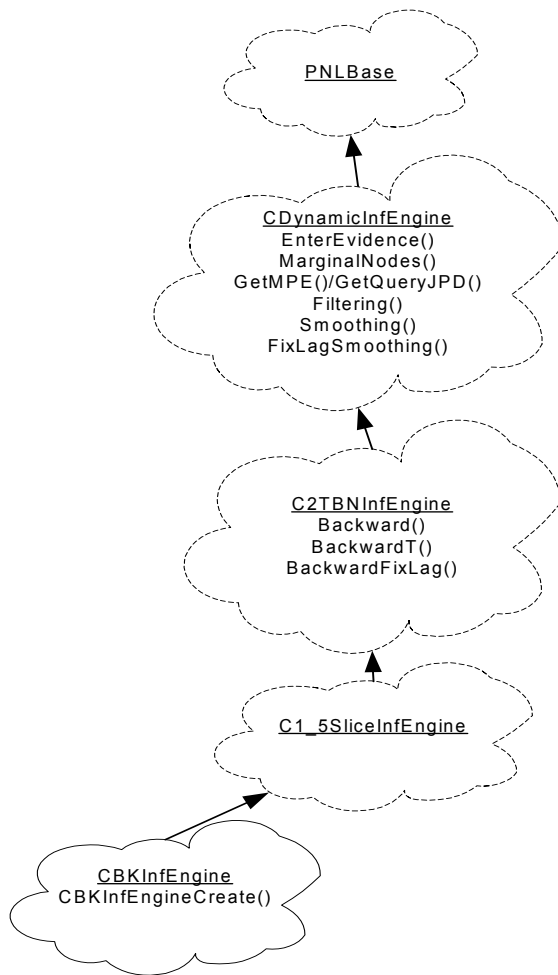 PNLBase
CDynamicInfEngine
EnterEvidence()
MarginalNodes()
GetMPE()/GetQueryJPD()
Filtering()
Smoothing()
FixLagSmoothing()
C2TBNInfEngine
Backward()
BackwardT()
BackwardFixLag()
C1_5SliceInfEngine
CBKInfEngine
CBKInfEngineCreate()